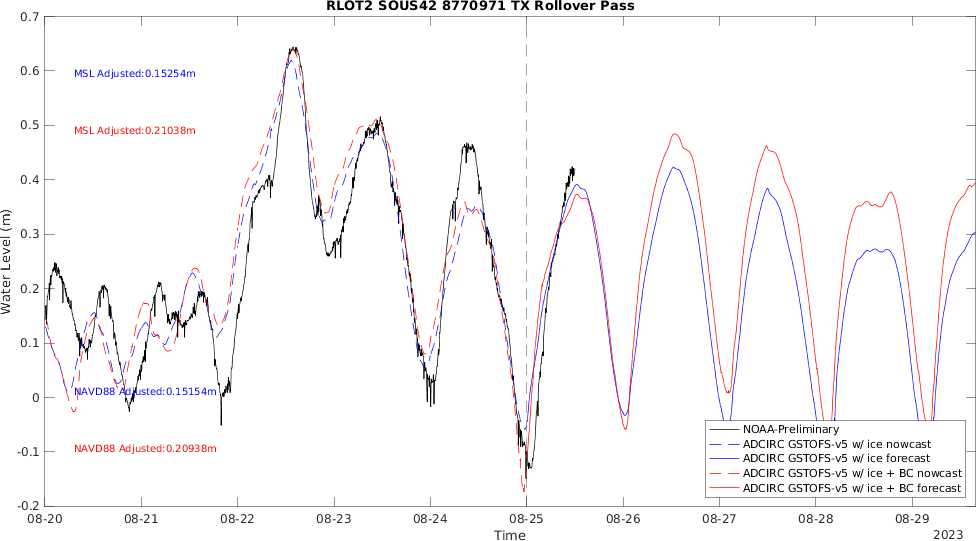 RLOT2 SOUS42 8770971 TX Rollover Pass
0.7
0.6
0.5
0.4
0.3
0.2
0.1
0
-0.1
-0.2
Water Level (m)
MSL Adjusted:0.15254m
MSL Adjusted:0.21038m
NAVD88 Adjusted:0.15154m
NAVD88 Adjusted:0.20938m
NOAA-Preliminary
ADCIRC GSTOFS-v5 w/ ice nowcast
ADCIRC GSTOFS-v5 w/ ice forecast
ADCIRC GSTOFS-v5 w/ ice + BC nowcast
ADCIRC GSTOFS-v5 w/ ice + BC forecast
08-20 08-21 08-22 08-23 08-24 08-25 08-26 08-27 08-28 08-29
Time
2023